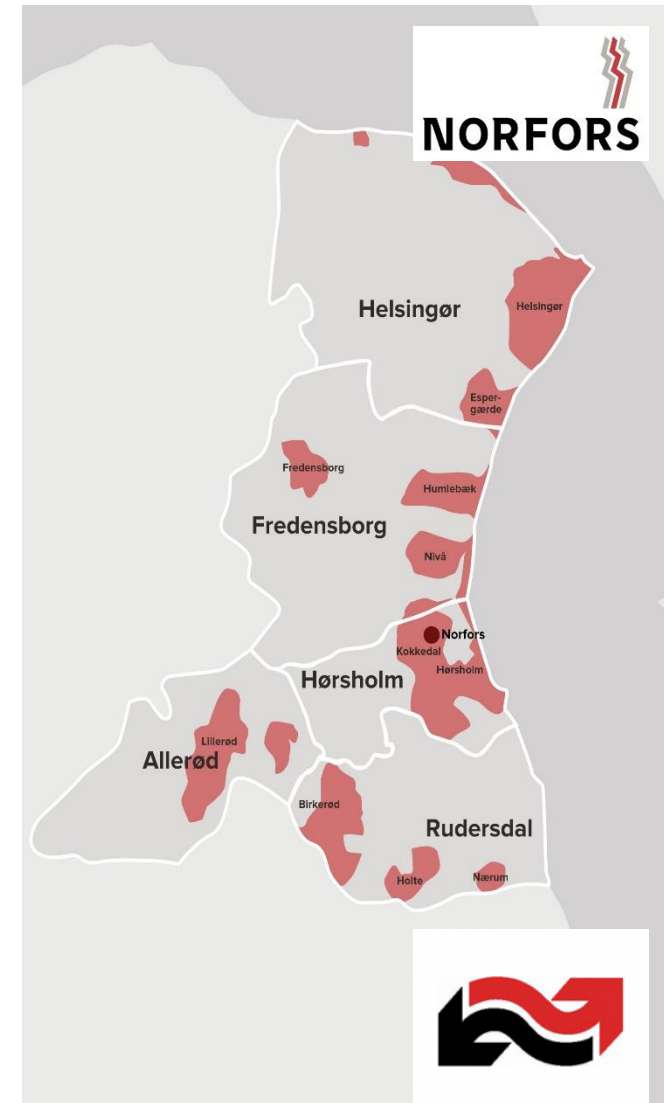 NORFORS
Helsingør
Helsingør
Esper-
gærde
Fredensborg
Humlebæk
Fredensborg
Nivå
Norfors
Kokkedal
Hørsholm
Hørsholm
Lillerød
Allerød
Birkerød
Rudersdal
Holte
Nærum